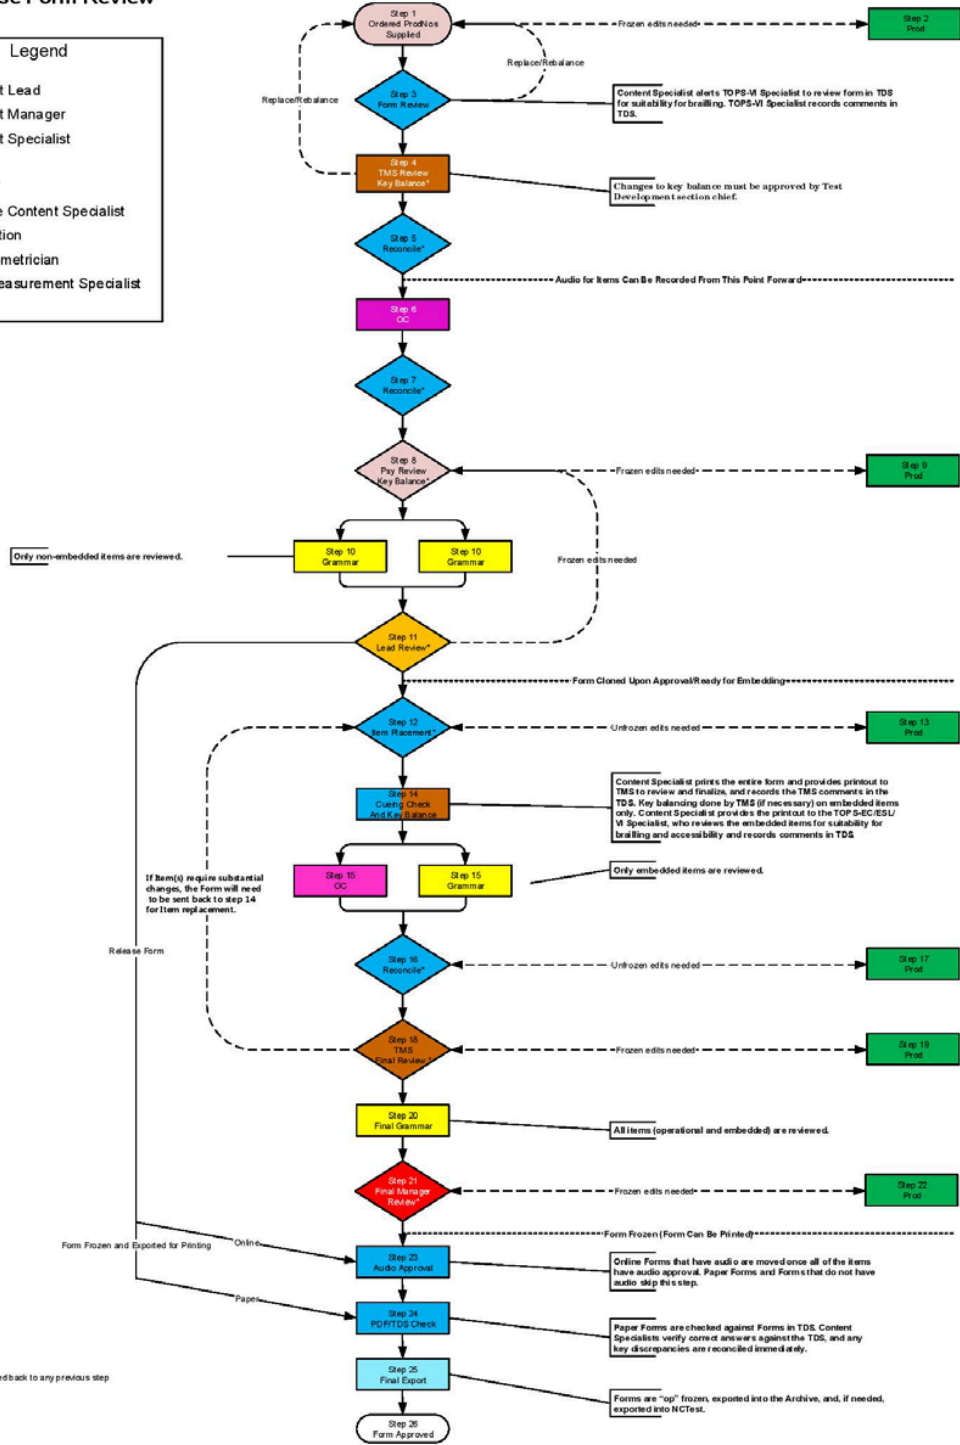 se Form Review
Legend
t Lead
t Manager
t Specialist
e Content Specialist
tion
metrician
easurement Specialist
Step 1
Ordered ProdNos
Supplied
Frozen edits needed
Step 2
Prod
Replace/Rebalance
Replace/Rebalance
Step 3
Form Review
Content Specialist alerts TOPS-VI Specialist to review form in TDS
for suitability for brailling. TOPS-VI Specialist records comments in
TDS.
Step 4
TMS Review
Key Balance*
Changes to key balance must be approved by Test
Development section chief.
Step 5
Reconcile*
Audio for Items Can Be Recorded From This Point Forward
Step 6
OC
Step 7
Reconcile*
Step 8
Psy Review
Key Balance*
Frozen edits needed
Step 9
Prod
Only non-embedded items are reviewed.
Step 10
Grammar
Step 10
Grammar
Frozen edits needed
Step 11
Lead Review*
Form Cloned Upon Approval/Ready for Embedding
Step 12
Item Placement*
Unfrozen edits needed
Step 13
Prod
Step 14
Cueing Check
And Key Balance
Content Specialist prints the entire form and provides printout to
TMS to review and finalize, and records the TMS comments in the
TDS. Key balancing done by TMS (if necessary) on embedded items
only. Content Specialist provides the printout to the TOPS-EC/ESL/
VI Specialist, who reviews the embedded items for suitability for
brailling and accessibility and records comments in TDS
If Item(s) require substantial
changes, the Form will need
to be sent back to step 14
for Item replacement.
Step 15
OC
Step 15
Grammar
Only embedded items are reviewed.
Release Form
Step 16
Reconcile*
Unfrozen edits needed
Step 17
Prod
Step 18
TMS
Final Review *
Frozen edits needed
Step 19
Prod
Step 20
Final Grammar
All items (operational and embedded) are reviewed.
Step 21
Final Manager
Review*
Frozen edits needed
Step 22
Prod
Form Frozen (Form Can Be Printed)
Form Frozen and Exported for Printing
Online
Step 23
Audio Approval
Online Forms that have audio are moved once all of the items
have audio approval. Paper Forms and Forms that do not have
audio skip this step.
Paper
Step 24
PDF/TDS Check
Paper Forms are checked against Forms in TDS. Content
Specialists verify correct answers against the TDS, and any
key discrepancies are reconciled immediately.
Step 25
Final Export
ed back to any previous step
Forms are "op" frozen, exported into the Archive, and, if needed,
exported into NCTest.
Step 26
Form Approved